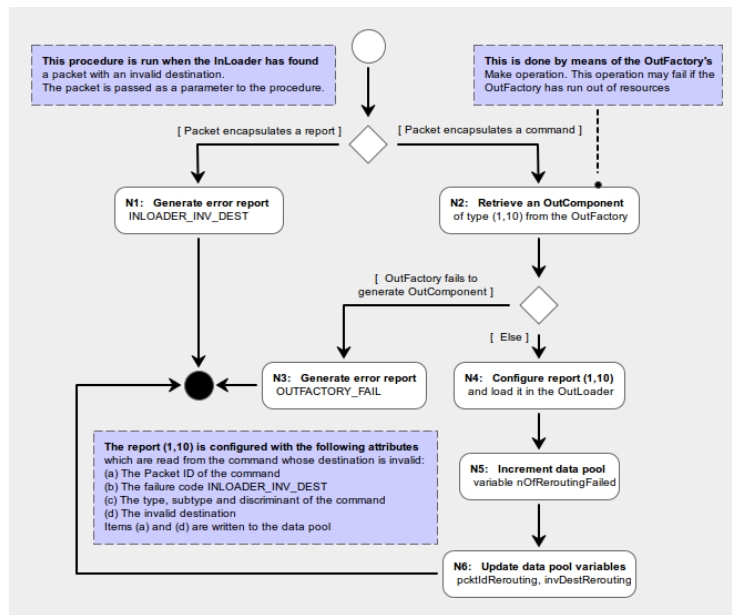 This procedure is run when the InLoader has found
a packet with an invalid destination.
The packet is passed as a parameter to the procedure.
This is done by means of the OutFactory's
Make operation. This operation may fail if the
OutFactory has run out of resources
[ Packet encapsulates a report ]
[ Packet encapsulates a command ]
N1: Generate error report
INLOADER_INV_DEST
N2: Retrieve an OutComponent
of type (1,10) from the OutFactory
[ OutFactory fails to
generate OutComponent ]
[ Else ]
N3: Generate error report
OUTFACTORY_FAIL
N4: Configure report (1,10)
and load it in the OutLoader
The report (1,10) is configured with the following attributes
which are read from the command whose destination is invalid:
(a) The Packet ID of the command
(b) The failure code INLOADER_INV_DEST
(c) The type, subtype and discriminant of the command
(d) The invalid destination
Items (a) and (d) are written to the data pool
N5: Increment data pool
variable nOfReroutingFailed
N6: Update data pool variables
pcktIdRerouting, invDestRerouting